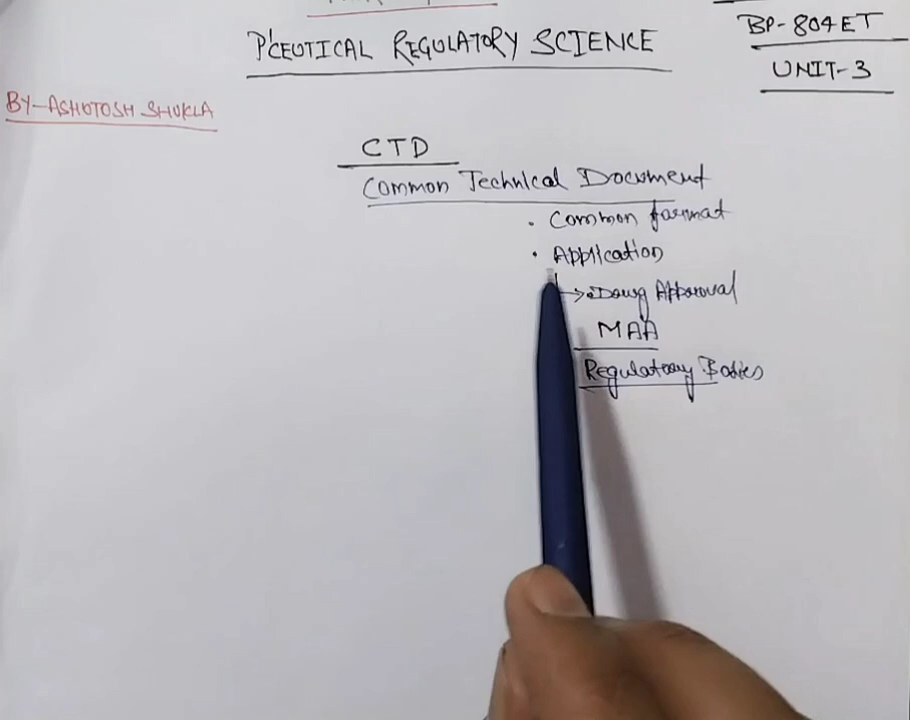 P'CEUTICAL REGULATORY SCIENCE
BP-804ET
UNIT-3
BY-ASHUTOSH SHUKLA
CTD
Common Technical Document
• Common format
• Application
→ • Drug Approval
MAA
Regulatory Bodies